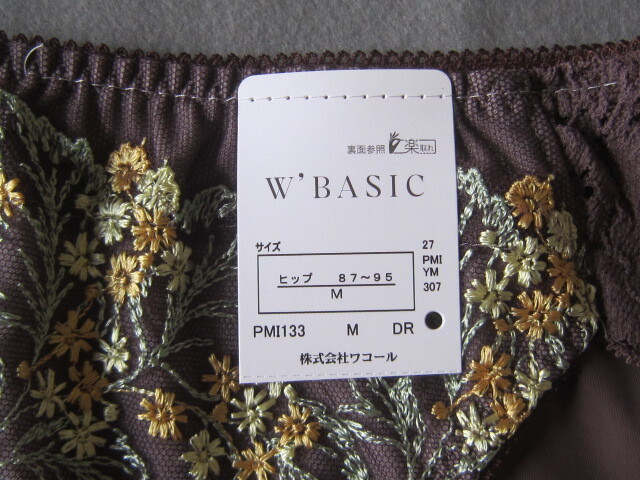 裏面参照 楽取れ
W'BASIC
サイズ
ヒップ 87～95
M
27
PMI
YM
307
PMI133 M DR
株式会社ワコール